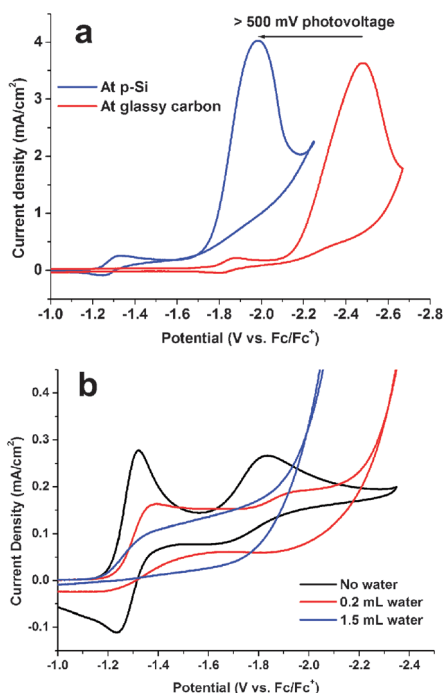 a
> 500 mV photovoltage
At p-Si
At glassy carbon
Current density (mA/cm²)
4
3
2
1
0
-1.0 -1.2 -1.4 -1.6 -1.8 -2.0 -2.2 -2.4 -2.6 -2.8
Potential (V vs. Fc/Fc⁺)
b
Current Density (mA/cm²)
0.4
0.3
0.2
0.1
0.0
-0.1
No water
0.2 mL water
1.5 mL water
-1.0 -1.2 -1.4 -1.6 -1.8 -2.0 -2.2 -2.4
Potential (V vs. Fc/Fc⁺)